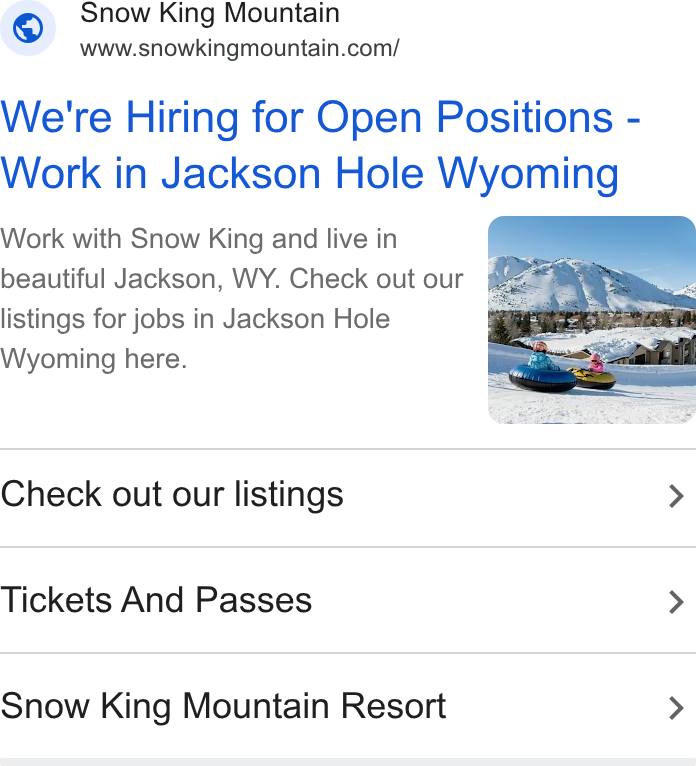 Snow King Mountain
www.snowkingmountain.com/
We're Hiring for Open Positions -
Work in Jackson Hole Wyoming
Work with Snow King and live in
beautiful Jackson, WY. Check out our
listings for jobs in Jackson Hole
Wyoming here.
Check out our listings
Tickets And Passes
Snow King Mountain Resort